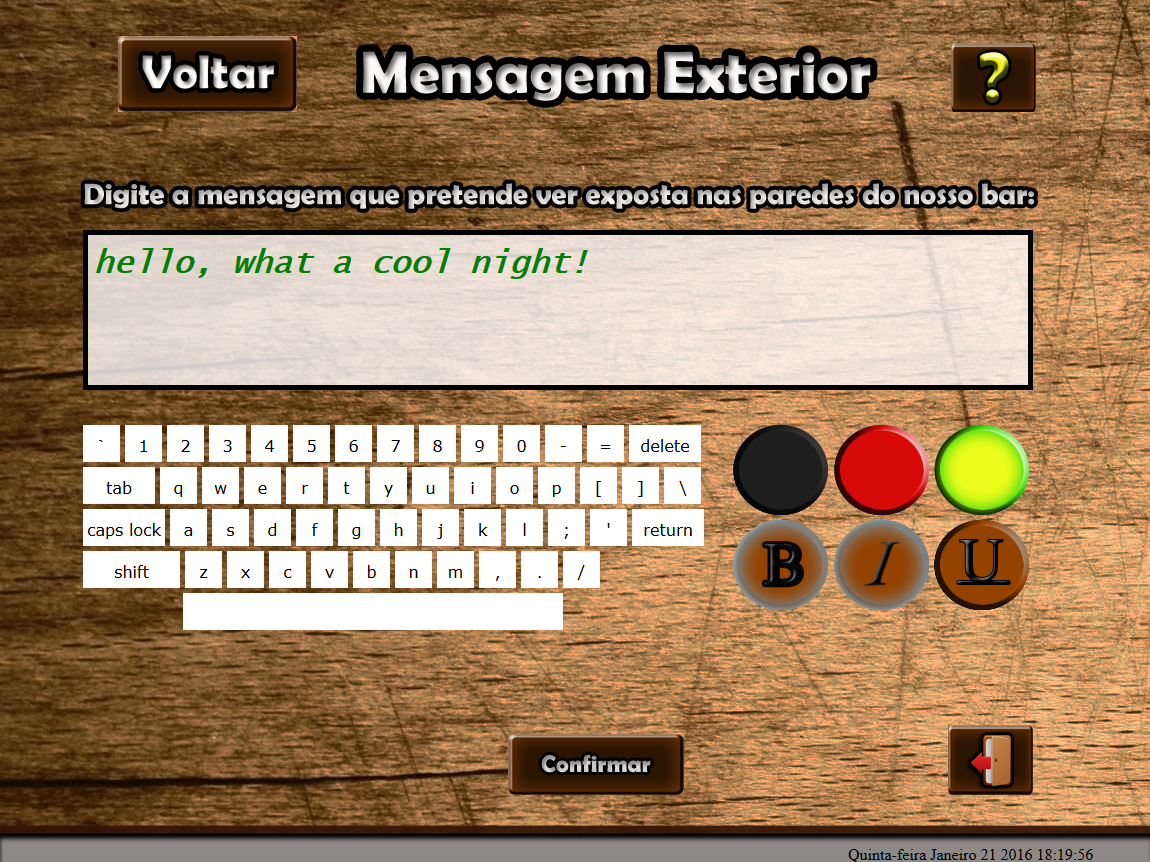 Voltar Mensagem Exterior ?
Digite a mensagem que pretende ver exposta nas paredes do nosso bar:
hello, what a cool night!
` 1 2 3 4 5 6 7 8 9 0 - = delete
tab q w e r t y u i o p [ ] \
caps lock a s d f g h j k l ; ' return
shift z x c v b n m , . /
B I U
Confirmar
Quinta-feira Janeiro 21 2016 18:19:56